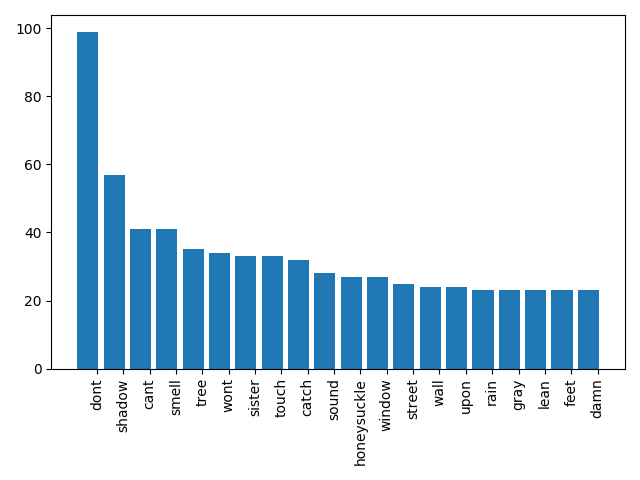 100
80
60
40
20
0
dont
shadow
cant
smell
tree
wont
sister
touch
catch
sound
honeysuckle
window
street
wall
upon
rain
gray
lean
feet
damn